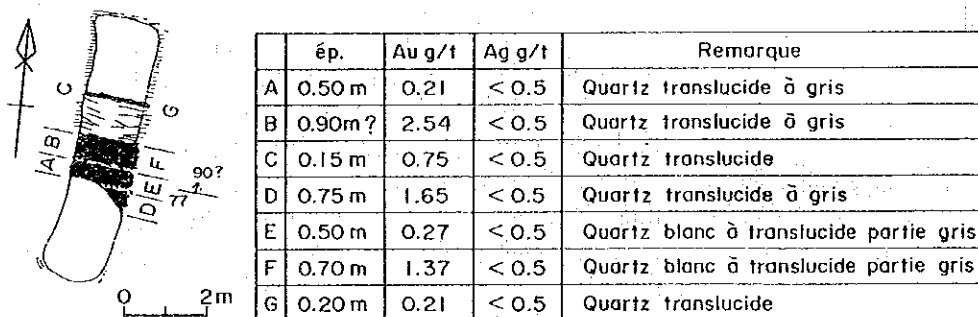 ép. Au g/t Ag g/t Remarque
A 0.50 m 0.21 < 0.5 Quartz translucide à gris
B 0.90m? 2.54 < 0.5 Quartz translucide à gris
C 0.15 m 0.75 < 0.5 Quartz translucide
D 0.75 m 1.65 < 0.5 Quartz translucide à gris
E 0.50 m 0.27 < 0.5 Quartz blanc à translucide partie gris
F 0.70 m 1.37 < 0.5 Quartz blanc à translucide partie gris
G 0.20 m 0.21 < 0.5 Quartz translucide
C
G
B
A
F
E
D
90?
77
0 2m